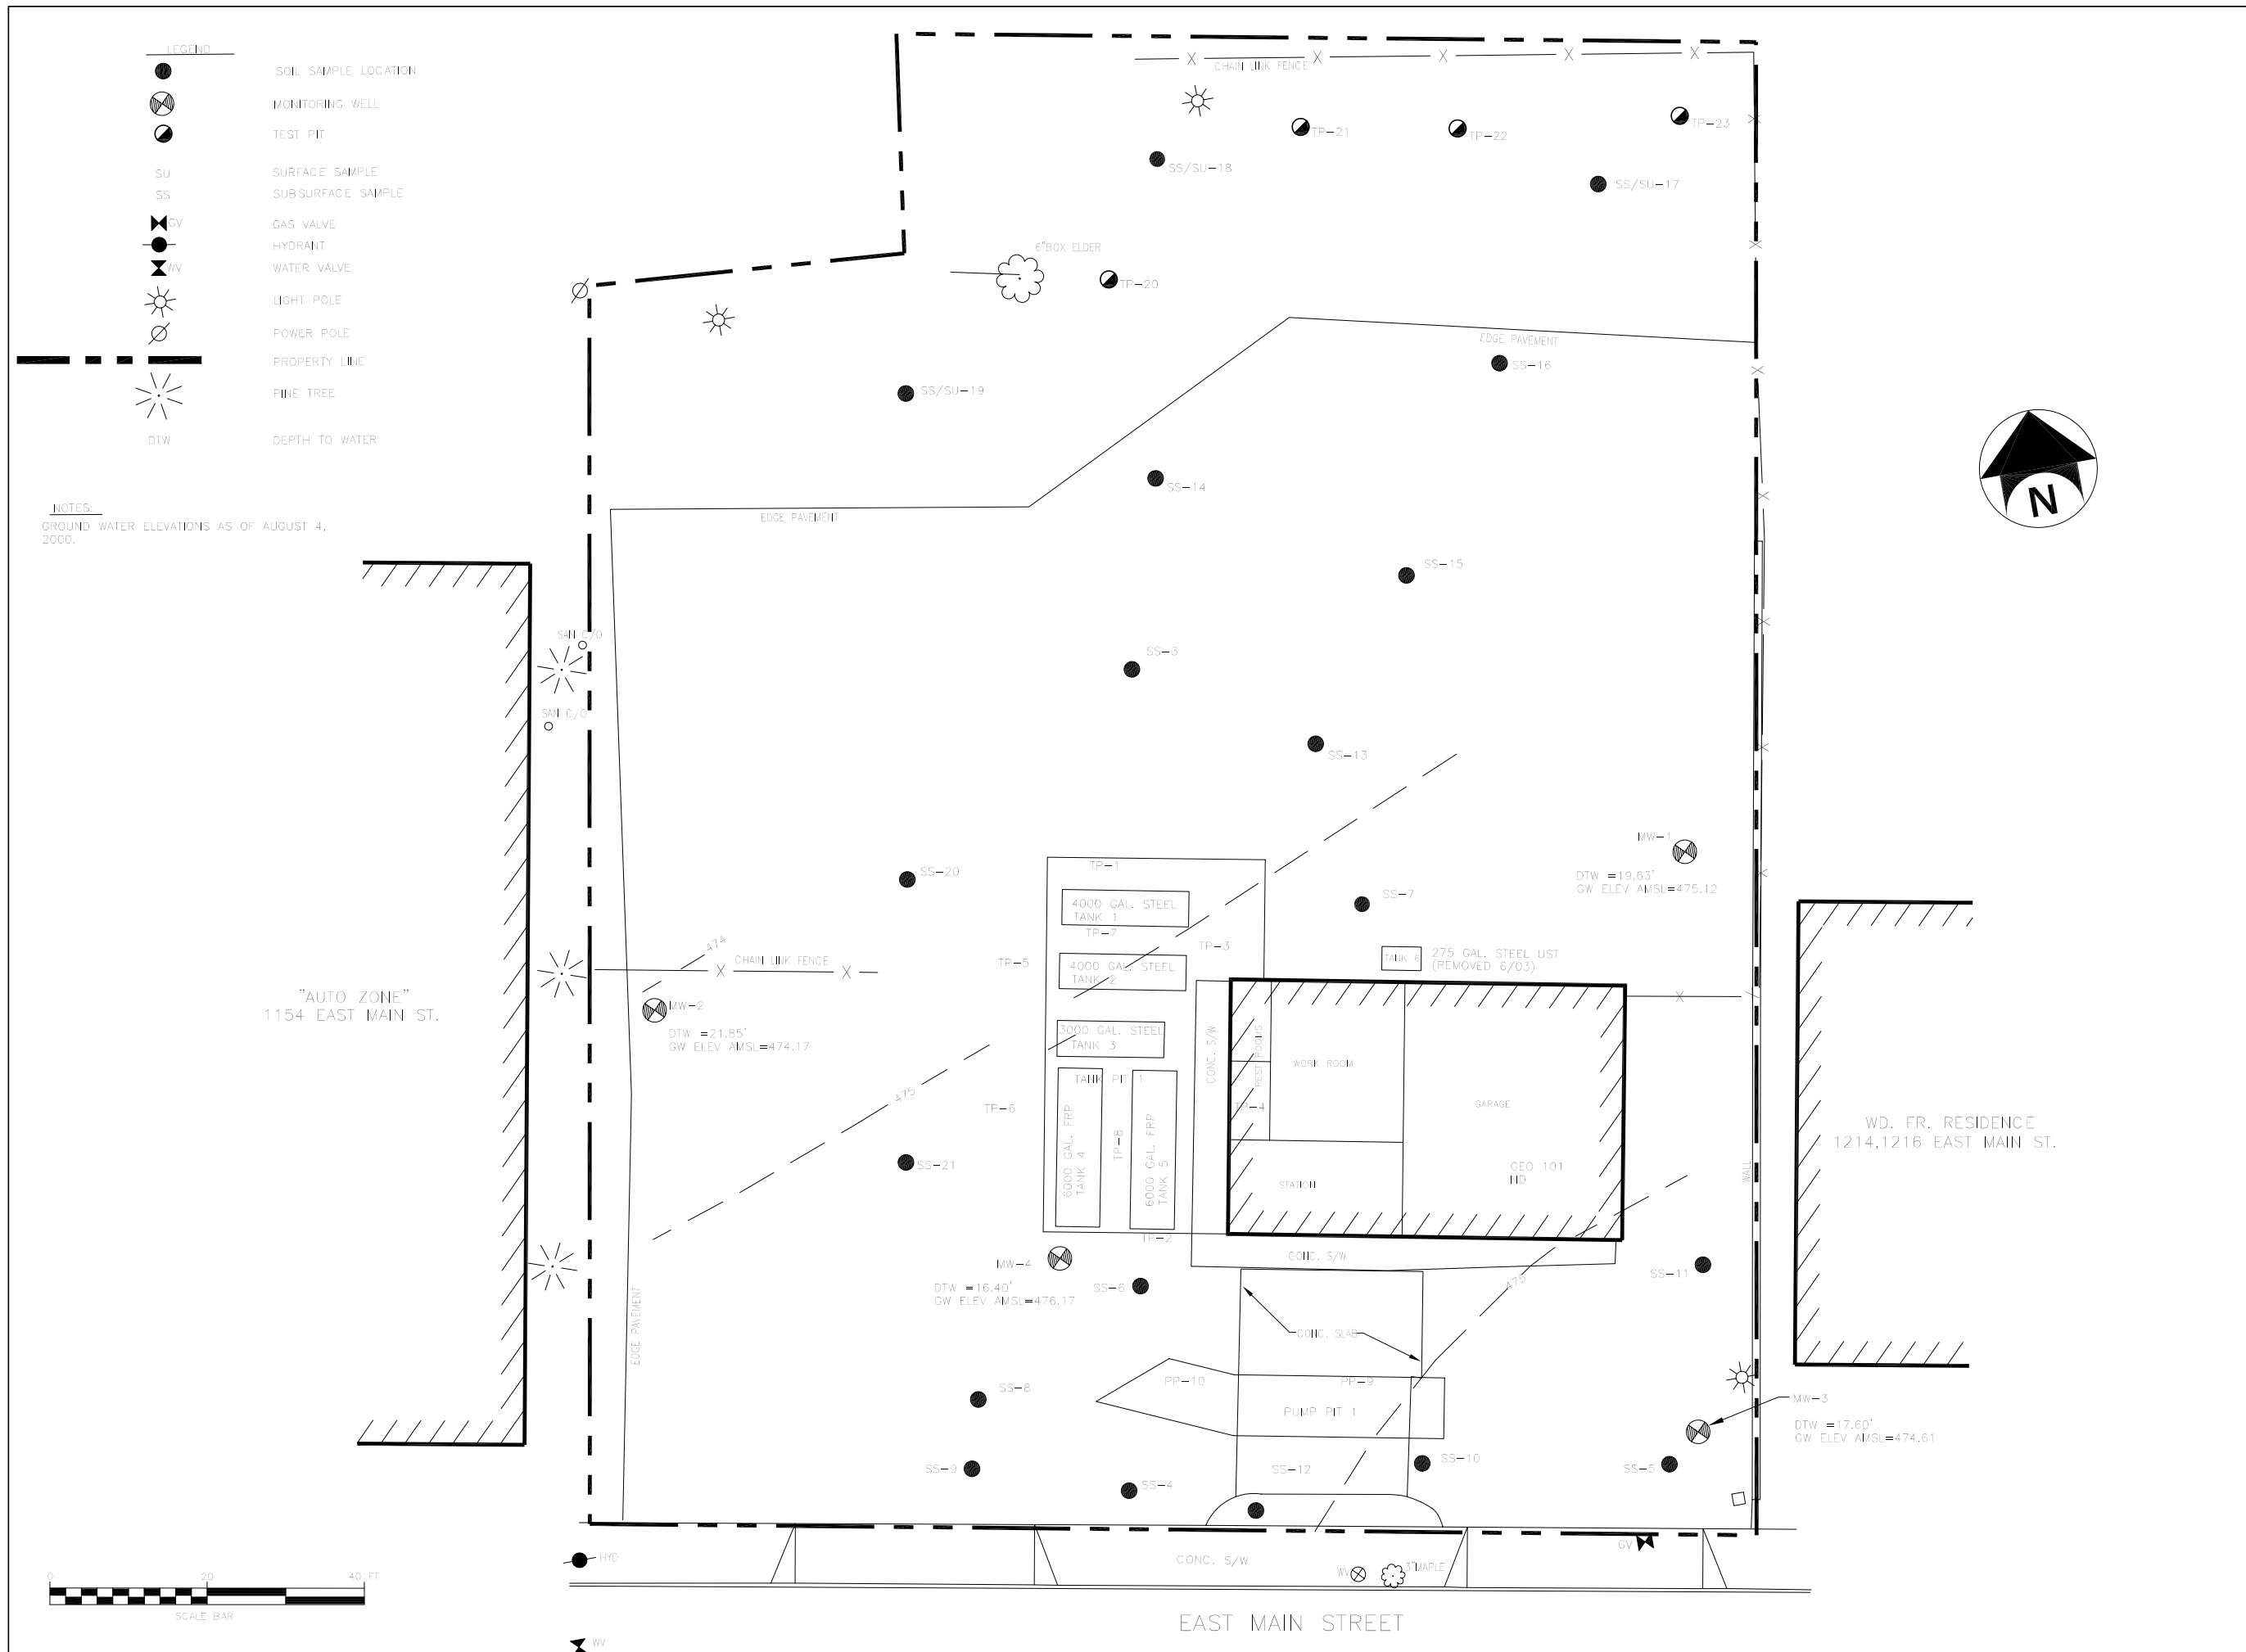 LEGEND
SOIL SAMPLE LOCATION
MONITORING WELL
TEST PIT
SU SURFACE SAMPLE
SS SUBSURFACE SAMPLE
GV GAS VALVE
HYDRANT
WV WATER VALVE
LIGHT POLE
POWER POLE
PROPERTY LINE
PINE TREE
DTW DEPTH TO WATER
NOTES:
GROUND WATER ELEVATIONS AS OF AUGUST 4,
2000.
CHAIN LINK FENCE
TP-21
TP-22
TP-23
SS/SU-18
SS/SU-17
6"BOX ELDER
TP-20
EDGE PAVEMENT
SS-16
SS/SU-19
SS-14
EDGE PAVEMENT
N
SS-15
SAN C/O
SS-3
SAN C/O
SS-13
MW-1
DTW =19.63'
GW ELEV AMSL=475.12
TP-1
SS-20
SS-7
4000 GAL. STEEL
TANK 1
TP-7
TP-3
474
CHAIN LINK FENCE
TP-5
4000 GAL. STEEL
TANK 2
TANK 6
275 GAL. STEEL UST
(REMOVED 6/03)
"AUTO ZONE"
1154 EAST MAIN ST.
MW-2
DTW =21.85'
GW ELEV AMSL=474.17
3000 GAL. STEEL
TANK 3
CONC. S/W
REST ROOMS
WORK ROOM
TANK PIT 1
475
TP-6
TP-4
GARAGE
6000 GAL. FRP
TANK 4
TP-8
6000 GAL. FRP
TANK 5
WD. FR. RESIDENCE
1214,1216 EAST MAIN ST.
SS-21
STATION
GEO 101
ND
WALL
TP-2
CONC. S/W
MW-4
DTW =16.40'
GW ELEV AMSL=476.17
SS-6
475
SS-11
EDGE PAVEMENT
CONC. SLAB
PP-10
PP-9
SS-8
PUMP PIT 1
MW-3
DTW =17.60'
GW ELEV AMSL=474.61
SS-9
SS-12
SS-10
SS-5
SS-4
HYD
CONC. S/W
WV
3"MAPLE
GV
0 20 40 FT
SCALE BAR
EAST MAIN STREET
WV